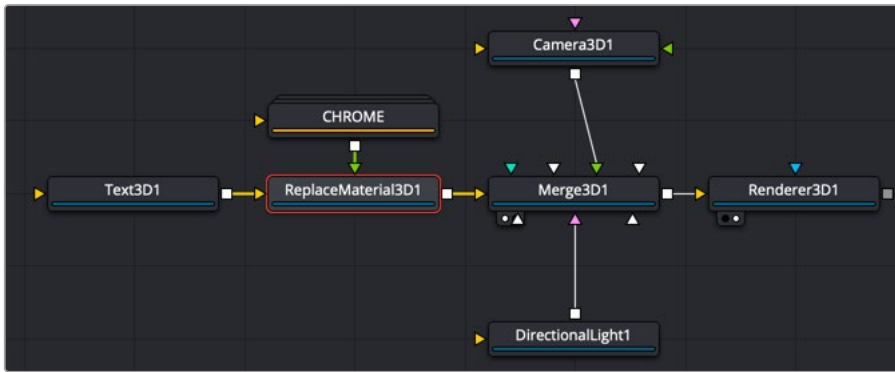 Camera3D1
CHROME
Text3D1
ReplaceMaterial3D1
Merge3D1
Renderer3D1
DirectionalLight1